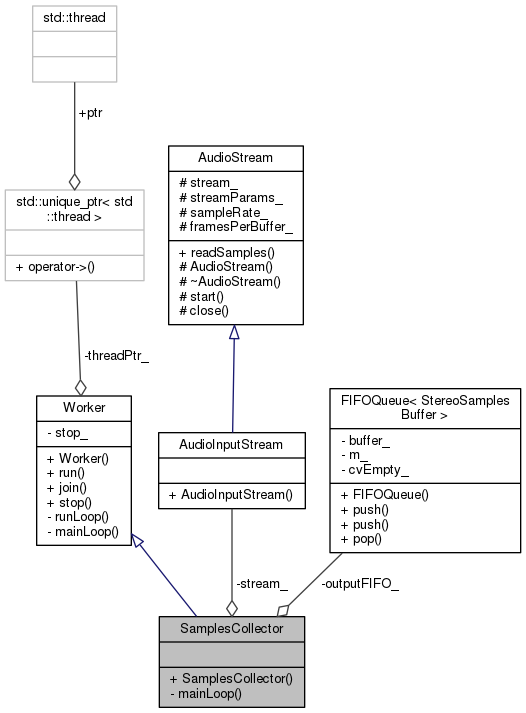 std::thread
+ptr
std::unique_ptr< std
::thread >
+ operator->()
-threadPtr_
AudioStream
# stream_
# streamParams_
# sampleRate_
# framesPerBuffer_
+ readSamples()
# AudioStream()
# ~AudioStream()
# start()
# close()
Worker
- stop_
+ Worker()
+ run()
+ join()
+ stop()
- runLoop()
- mainLoop()
AudioInputStream
+ AudioInputStream()
FIFOQueue< StereoSamples
Buffer >
- buffer_
- m_
- cvEmpty_
+ FIFOQueue()
+ push()
+ push()
+ pop()
-stream_
-outputFIFO_
SamplesCollector
+ SamplesCollector()
- mainLoop()